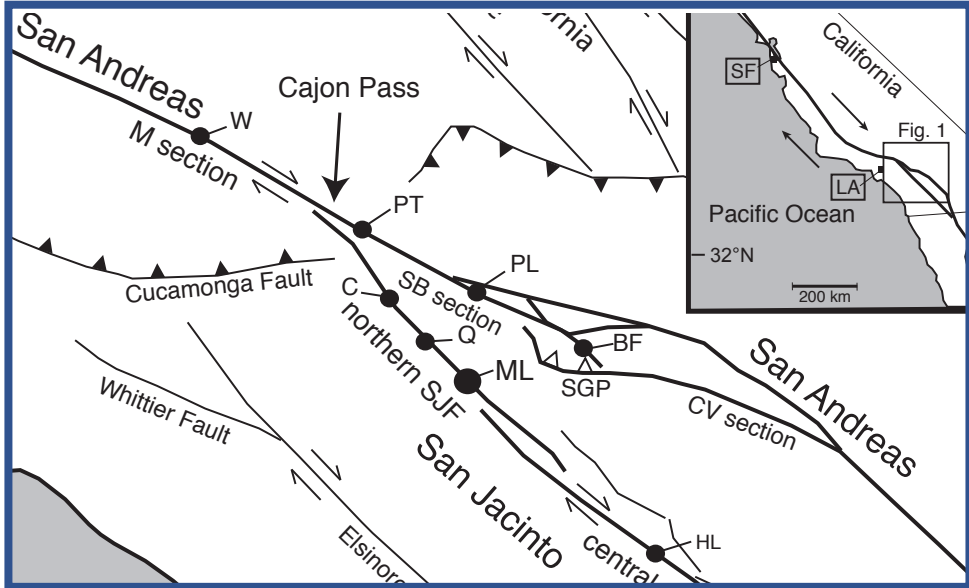 San Andreas
M section
W
Cajon Pass
PT
California
SF
Fig. 1
LA
Pacific Ocean
32°N
200 km
Cucamonga Fault
C
SB section
PL
northern SJF
Q
ML
BF
SGP
San Andreas
CV section
Whittier Fault
San Jacinto
central
HL